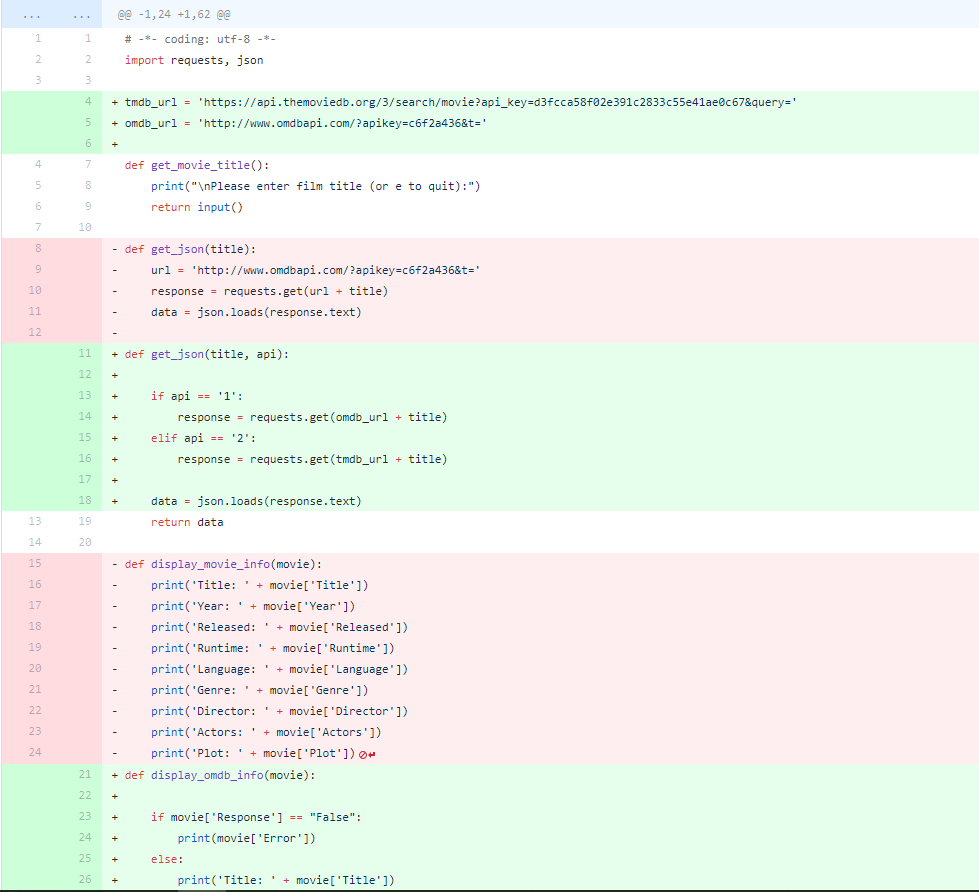 ... ... @@ -1,24 +1,62 @@
1 1 # -*- coding: utf-8 -*-
2 2 import requests, json
3 3
4 + tmdb_url = 'https://api.themoviedb.org/3/search/movie?api_key=d3fcca58f02e391c2833c55e41ae0c67&query='
5 + omdb_url = 'http://www.omdbapi.com/?apikey=c6f2a436&t='
6 +
4 7 def get_movie_title():
5 8     print("\nPlease enter film title (or e to quit):")
6 9     return input()
7 10
8 - def get_json(title):
9 -     url = 'http://www.omdbapi.com/?apikey=c6f2a436&t='
10 -     response = requests.get(url + title)
11 -     data = json.loads(response.text)
12 -
11 + def get_json(title, api):
12 +
13 +     if api == '1':
14 +         response = requests.get(omdb_url + title)
15 +     elif api == '2':
16 +         response = requests.get(tmdb_url + title)
17 +
18 +     data = json.loads(response.text)
13 19     return data
14 20
15 - def display_movie_info(movie):
16 -     print('Title: ' + movie['Title'])
17 -     print('Year: ' + movie['Year'])
18 -     print('Released: ' + movie['Released'])
19 -     print('Runtime: ' + movie['Runtime'])
20 -     print('Language: ' + movie['Language'])
21 -     print('Genre: ' + movie['Genre'])
22 -     print('Director: ' + movie['Director'])
23 -     print('Actors: ' + movie['Actors'])
24 -     print('Plot: ' + movie['Plot'])
21 + def display_omdb_info(movie):
22 +
23 +     if movie['Response'] == "False":
24 +         print(movie['Error'])
25 +     else:
26 +         print('Title: ' + movie['Title'])